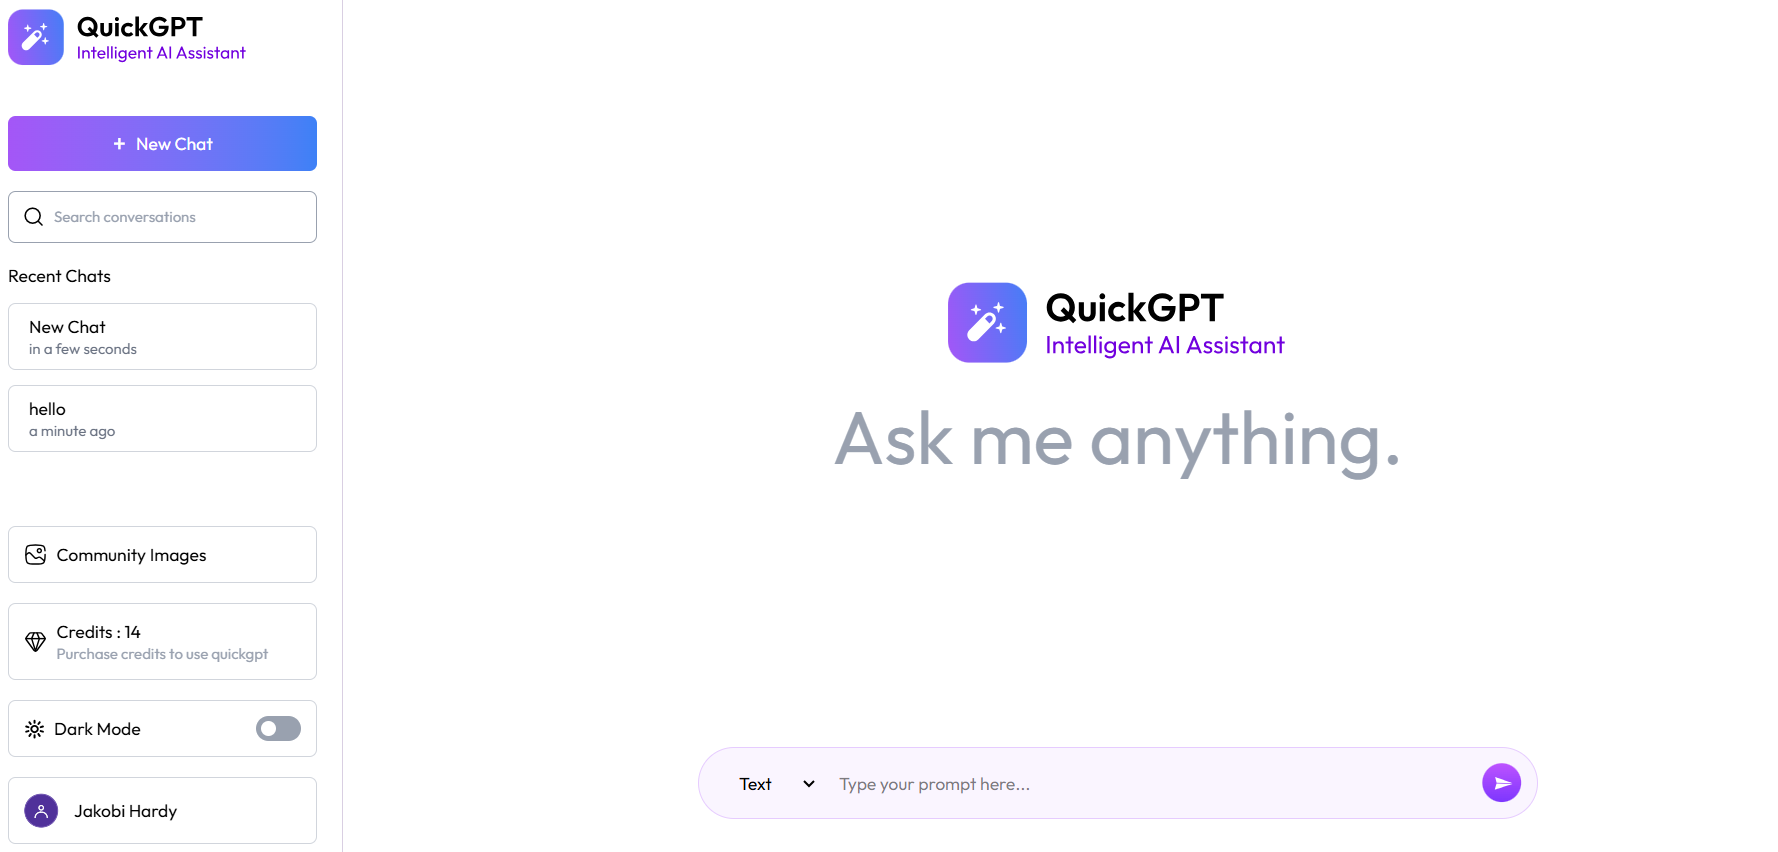 QuickGPT
Intelligent AI Assistant
+ New Chat
Search conversations
Recent Chats
New Chat
in a few seconds
hello
a minute ago
Community Images
Credits : 14
Purchase credits to use quickgpt
Dark Mode
Jakobi Hardy
QuickGPT
Intelligent AI Assistant
Ask me anything.
Text
Type your prompt here...